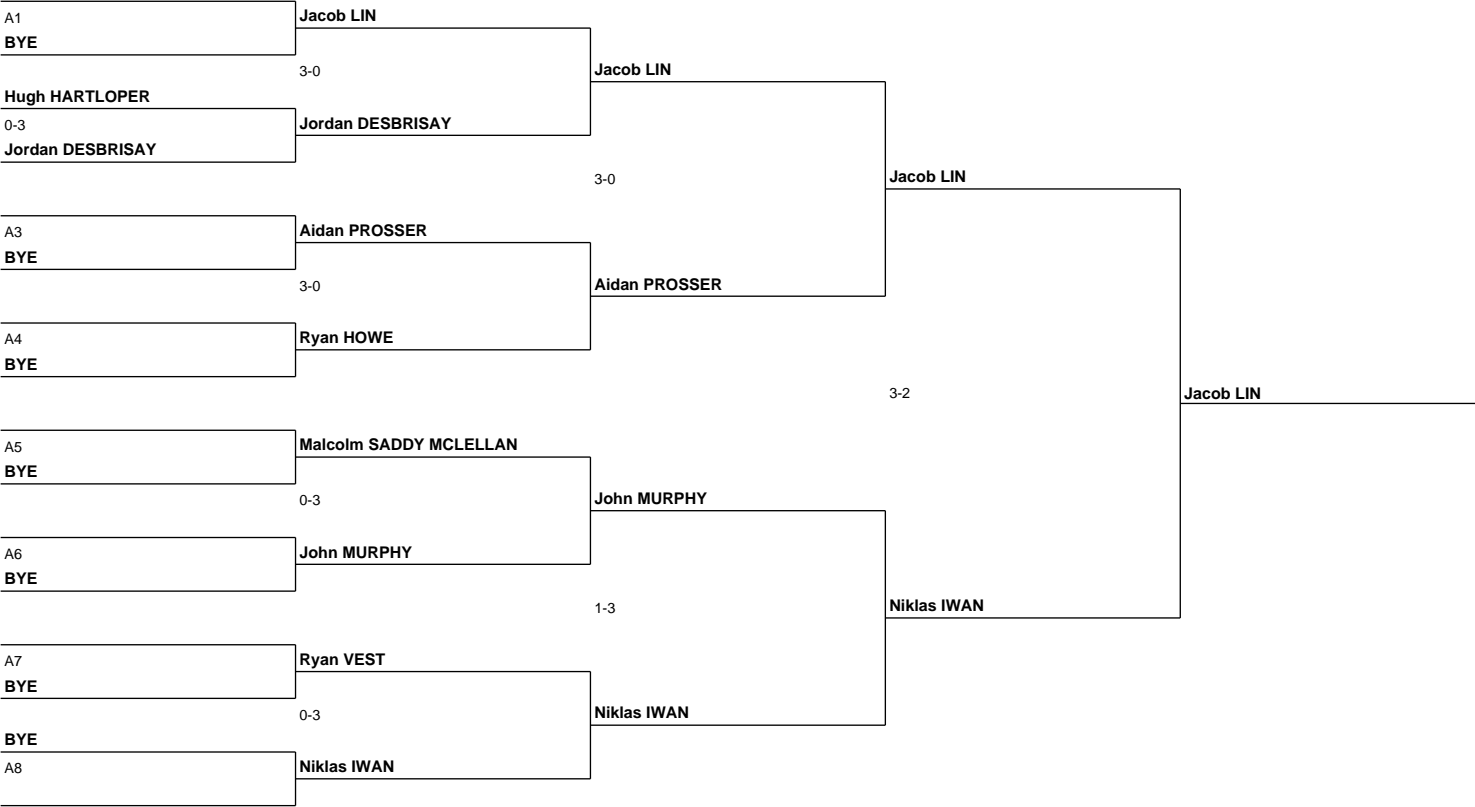 A1
BYE
Jacob LIN
3-0
Hugh HARTLOPER
0-3
Jordan DESBRISAY
Jordan DESBRISAY
Jacob LIN
3-0
A3
BYE
Aidan PROSSER
3-0
A4
BYE
Ryan HOWE
Aidan PROSSER
Jacob LIN
3-2
A5
BYE
Malcolm SADDY MCLELLAN
0-3
A6
BYE
John MURPHY
John MURPHY
1-3
A7
BYE
Ryan VEST
0-3
BYE
A8
Niklas IWAN
Niklas IWAN
Niklas IWAN
Jacob LIN